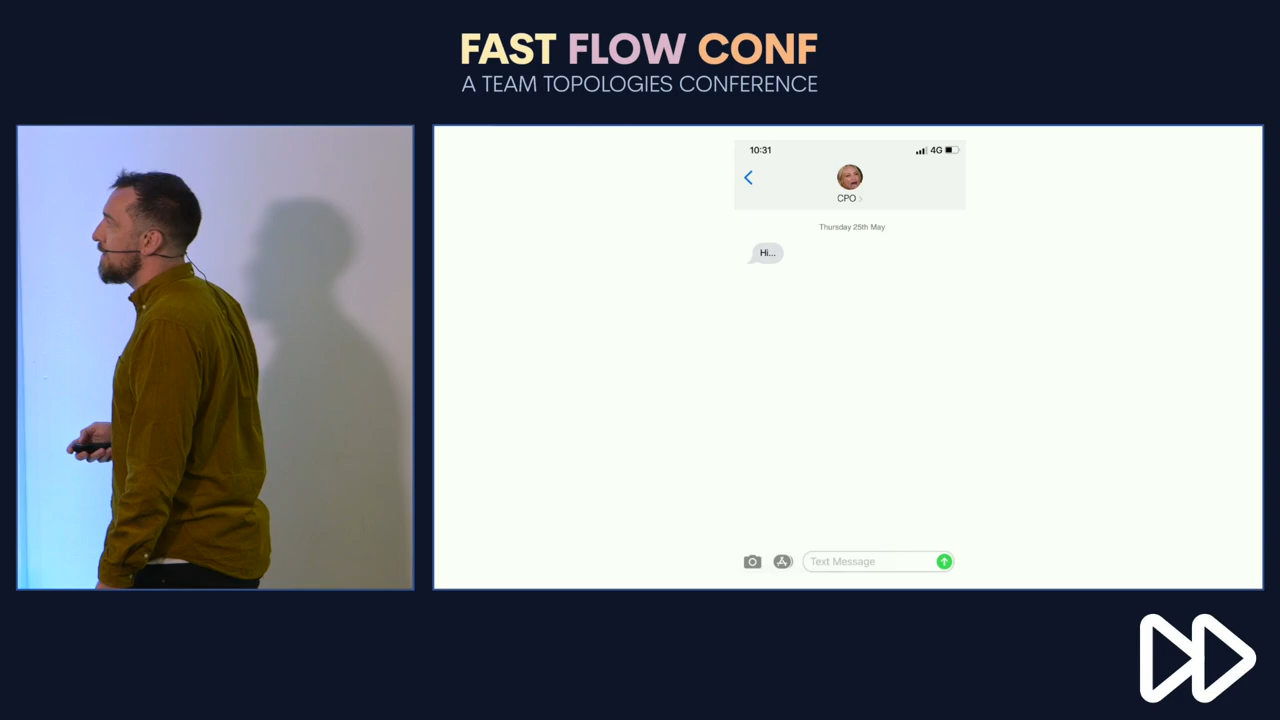 FAST FLOW CONF
A TEAM TOPOLOGIES CONFERENCE
10:31
4G
CPO
Thursday 25th May
Hi...
Text Message